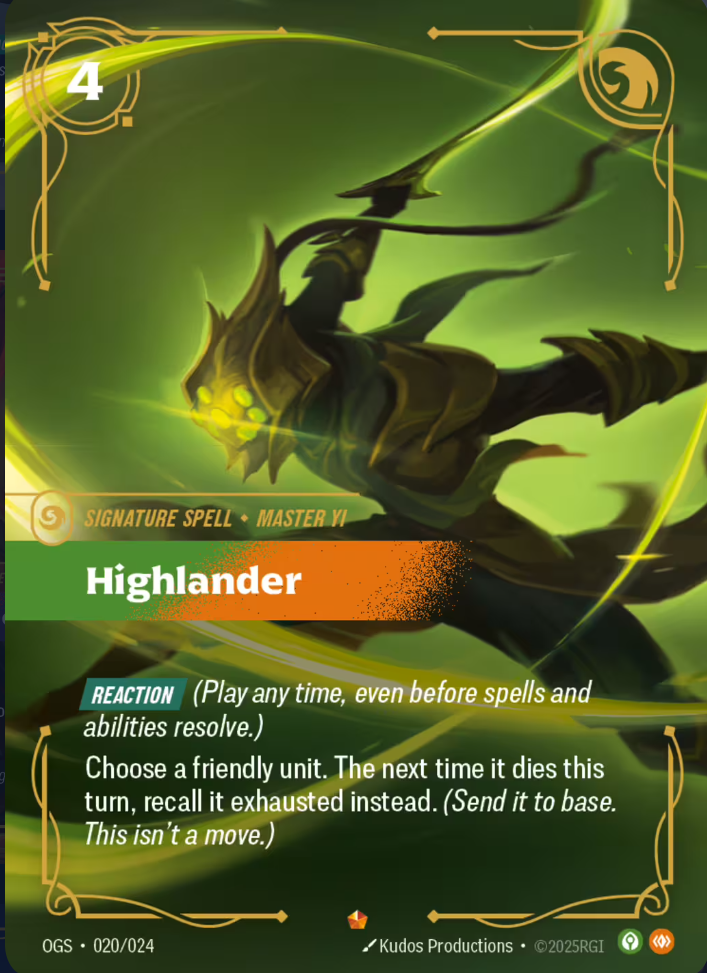 4
SIGNATURE SPELL • MASTER YI
Highlander
REACTION (Play any time, even before spells and
abilities resolve.)
Choose a friendly unit. The next time it dies this
turn, recall it exhausted instead. (Send it to base.
This isn't a move.)
OGS • 020/024 Kudos Productions • ©2025RGI